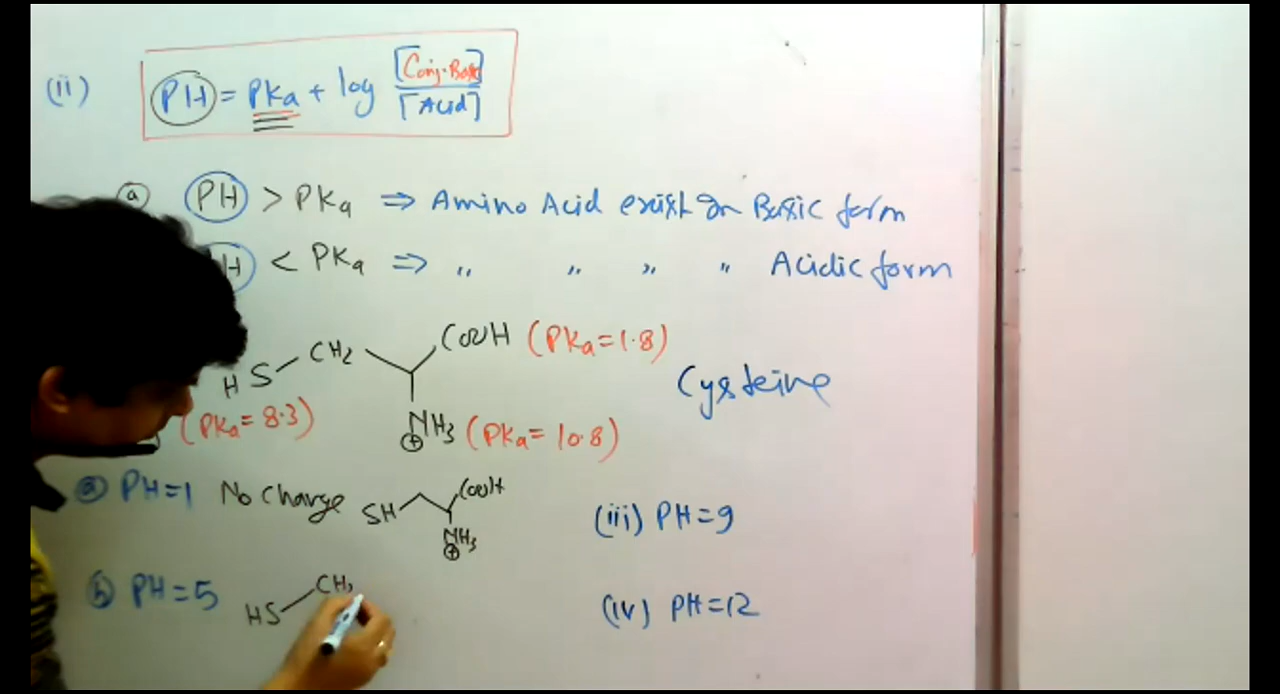 (ii) PH = PKa + log [Conj. Base] / [Acid]
(a) PH > PKa ⇒ Amino Acid exist In Basic form
H < PKa ⇒ " " " " Acidic form
HS-CH2 COOH (PKa=1.8)
Cysteine
(PKa= 8.3) ⊕NH3 (PKa= 10.8)
(a) PH=1 No charge SH COOH
⊕NH3
(iii) PH=9
(b) PH=5 HS-CH2
(iv) PH=12